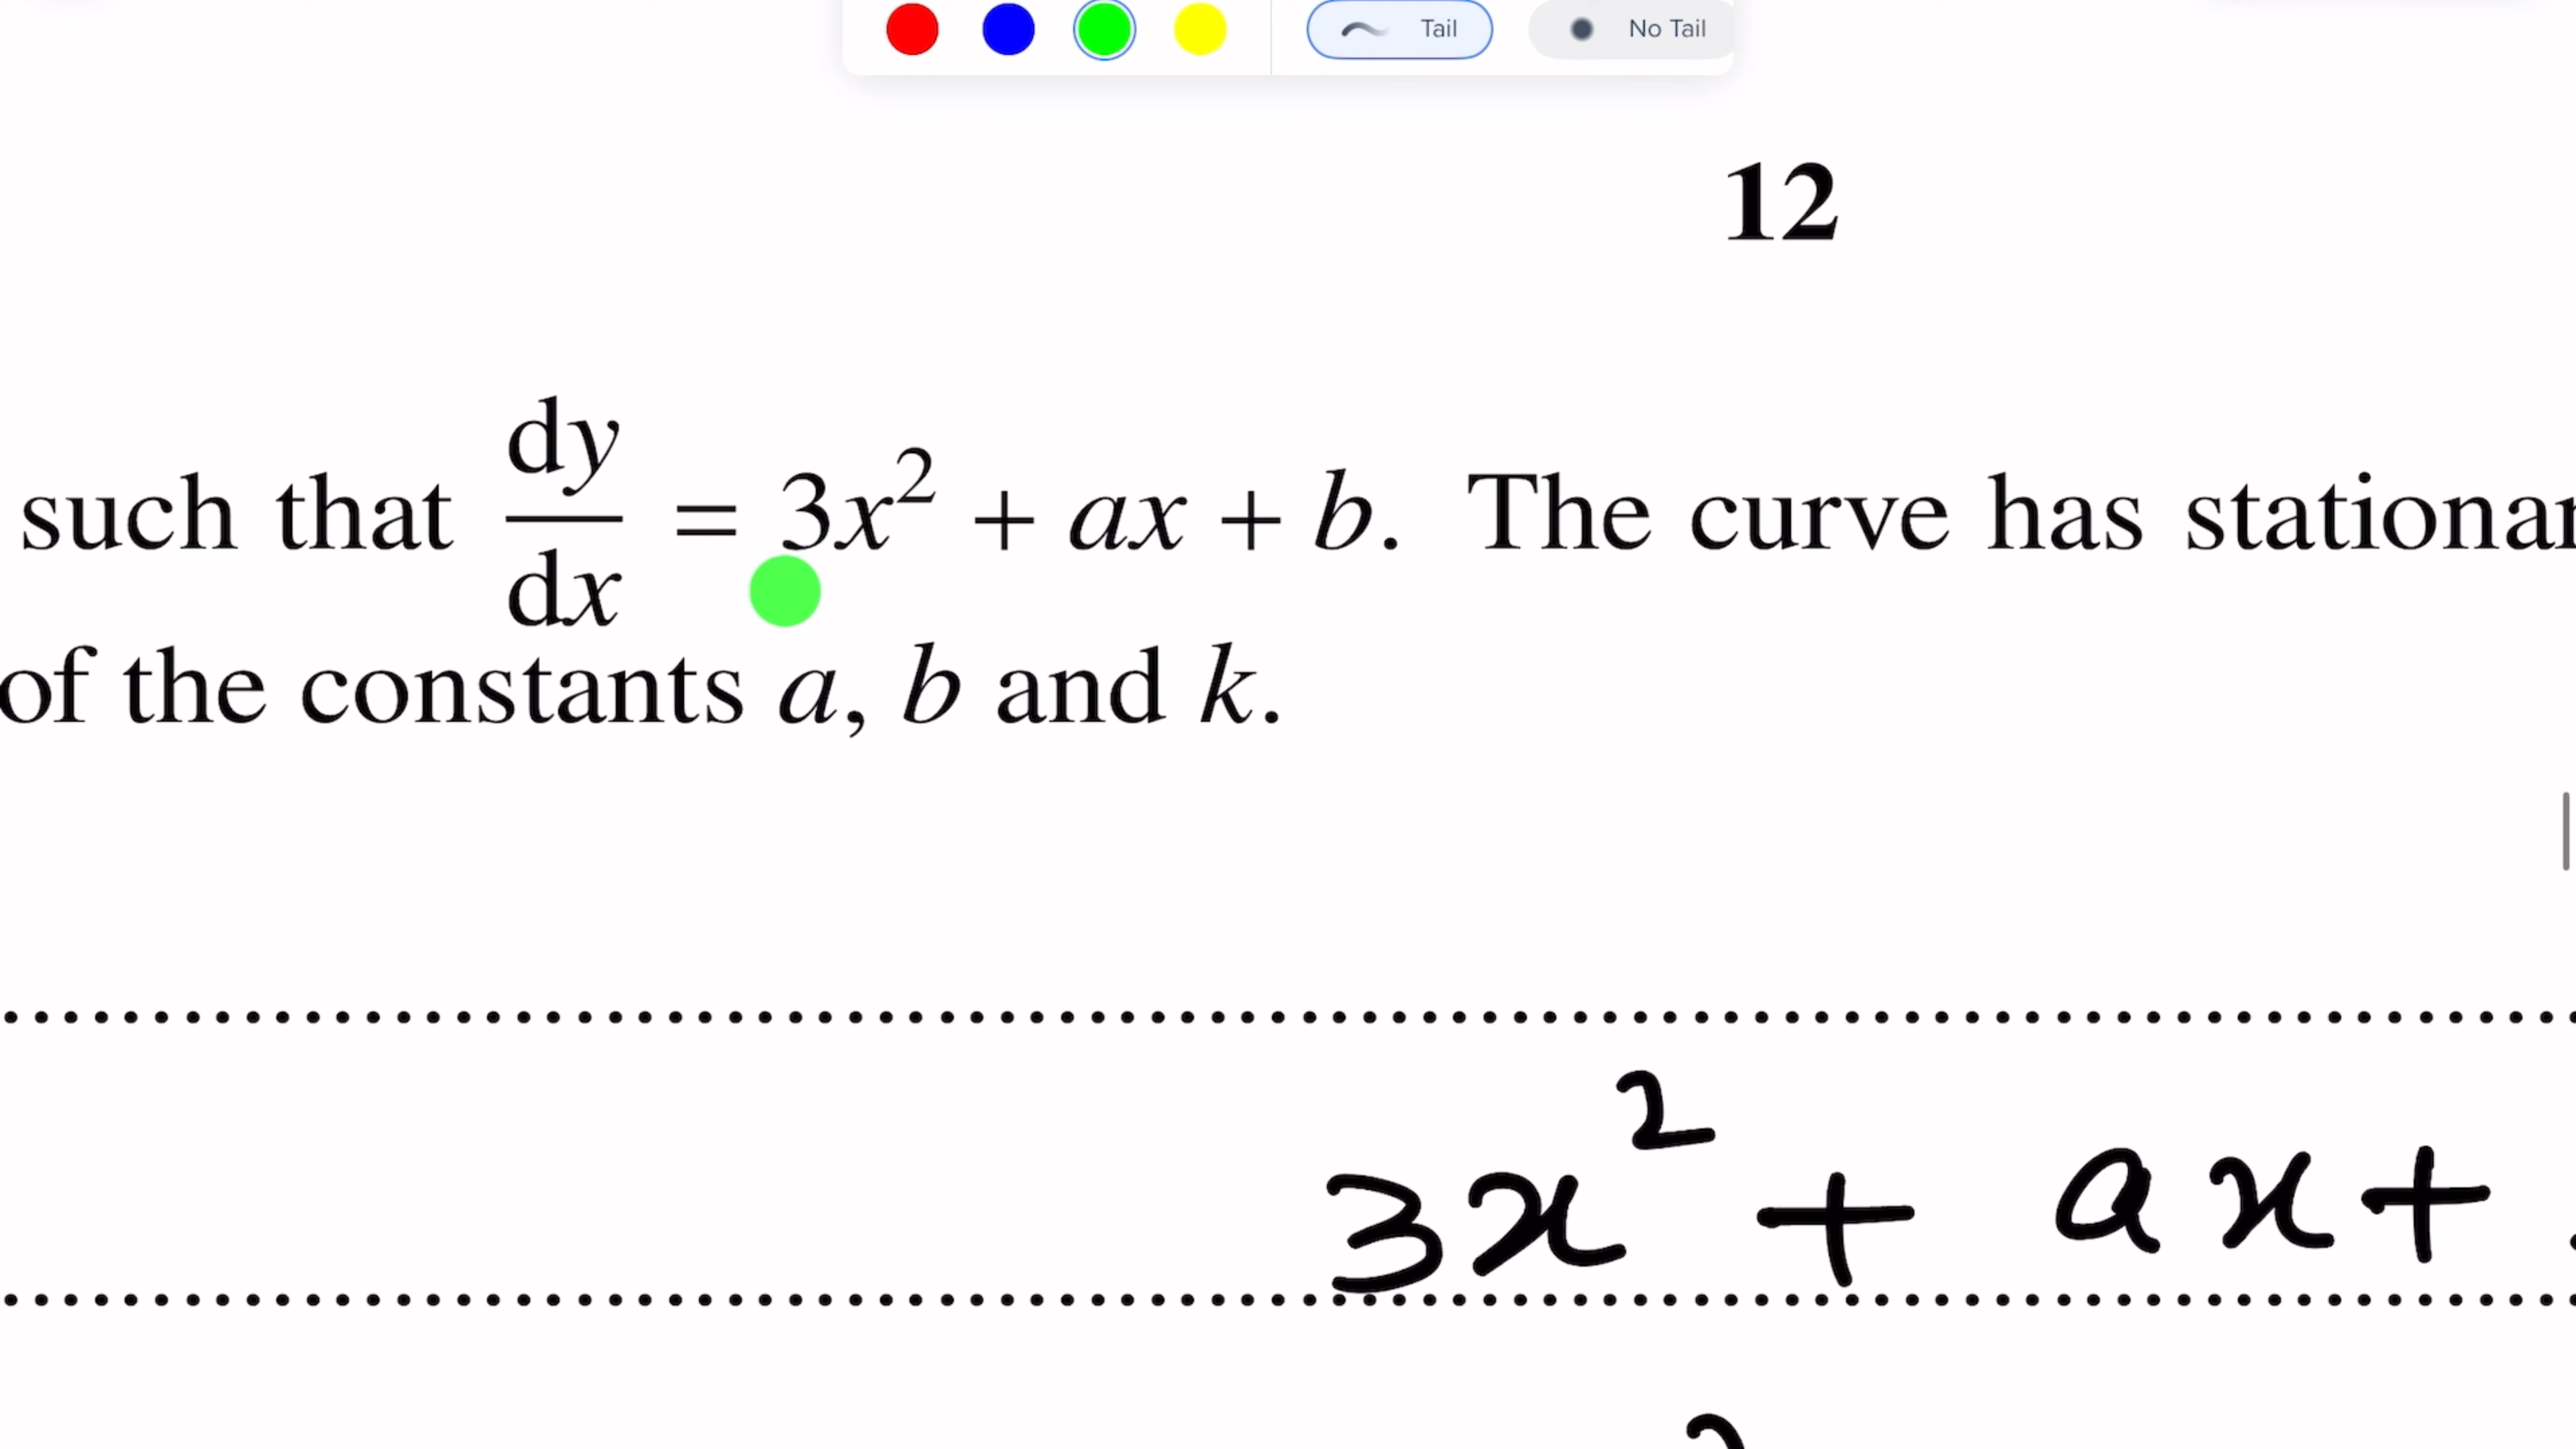 Tail No Tail
12
such that dy/dx = 3x² + ax + b. The curve has
of the constants a, b and k.
3x² + ax +